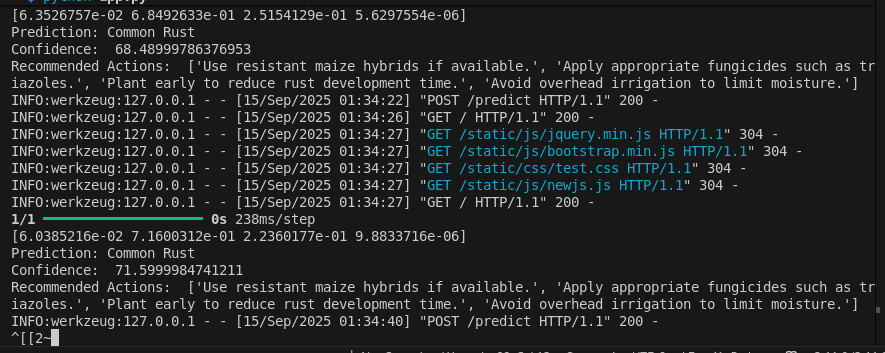 [6.3526757e-02 6.8492633e-01 2.5154129e-01 5.6297554e-06]
Prediction: Common Rust
Confidence:  68.48999786376953
Recommended Actions:  ['Use resistant maize hybrids if available.', 'Apply appropriate fungicides such as tr
iazoles.', 'Plant early to reduce rust development time.', 'Avoid overhead irrigation to limit moisture.']
INFO:werkzeug:127.0.0.1 - - [15/Sep/2025 01:34:22] "POST /predict HTTP/1.1" 200 -
INFO:werkzeug:127.0.0.1 - - [15/Sep/2025 01:34:26] "GET / HTTP/1.1" 200 -
INFO:werkzeug:127.0.0.1 - - [15/Sep/2025 01:34:27] "GET /static/js/jquery.min.js HTTP/1.1" 304 -
INFO:werkzeug:127.0.0.1 - - [15/Sep/2025 01:34:27] "GET /static/js/bootstrap.min.js HTTP/1.1" 304 -
INFO:werkzeug:127.0.0.1 - - [15/Sep/2025 01:34:27] "GET /static/css/test.css HTTP/1.1" 304 -
INFO:werkzeug:127.0.0.1 - - [15/Sep/2025 01:34:27] "GET /static/js/newjs.js HTTP/1.1" 304 -
INFO:werkzeug:127.0.0.1 - - [15/Sep/2025 01:34:27] "GET / HTTP/1.1" 200 -
1/1 ━━━━━━━━━━━━━━━━━━━━ 0s 238ms/step
[6.0385216e-02 7.1600312e-01 2.2360177e-01 9.8833716e-06]
Prediction: Common Rust
Confidence:  71.5999984741211
Recommended Actions:  ['Use resistant maize hybrids if available.', 'Apply appropriate fungicides such as tr
iazoles.', 'Plant early to reduce rust development time.', 'Avoid overhead irrigation to limit moisture.']
INFO:werkzeug:127.0.0.1 - - [15/Sep/2025 01:34:40] "POST /predict HTTP/1.1" 200 -
^[[2~